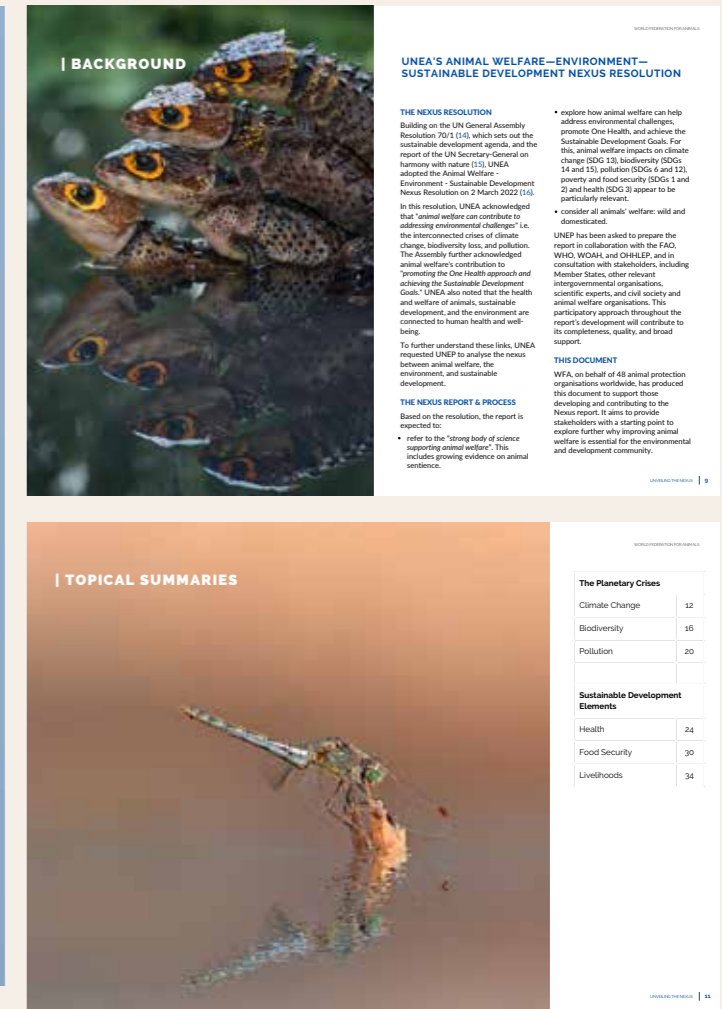 | BACKGROUND
WORLD FEDERATION FOR ANIMALS
UNEA'S ANIMAL WELFARE—ENVIRONMENT—
SUSTAINABLE DEVELOPMENT NEXUS RESOLUTION
THE NEXUS RESOLUTION
Building on the UN General Assembly
Resolution 70/1 (14), which sets out the
sustainable development agenda, and the
report of the UN Secretary-General on
harmony with nature (15), UNEA
adopted the Animal Welfare -
Environment - Sustainable Development
Nexus Resolution on 2 March 2022 (16).
In this resolution, UNEA acknowledged
that "animal welfare can contribute to
addressing environmental challenges" i.e.
the interconnected crises of climate
change, biodiversity loss, and pollution.
The Assembly further acknowledged
animal welfare's contribution to
"promoting the One Health approach and
achieving the Sustainable Development
Goals." UNEA also noted that the health
and welfare of animals, sustainable
development, and the environment are
connected to human health and well-
being.
To further understand these links, UNEA
requested UNEP to analyse the nexus
between animal welfare, the
environment, and sustainable
development.
THE NEXUS REPORT & PROCESS
Based on the resolution, the report is
expected to:
• refer to the "strong body of science
supporting animal welfare". This
includes growing evidence on animal
sentience.
• explore how animal welfare can help
address environmental challenges,
promote One Health, and achieve the
Sustainable Development Goals. For
this, animal welfare impacts on climate
change (SDG 13), biodiversity (SDGs
14 and 15), pollution (SDGs 6 and 12),
poverty and food security (SDGs 1 and
2) and health (SDG 3) appear to be
particularly relevant.
• consider all animals' welfare: wild and
domesticated.
UNEP has been asked to prepare the
report in collaboration with the FAO,
WHO, WOAH, and OHHLEP, and in
consultation with stakeholders, including
Member States, other relevant
intergovernmental organisations,
scientific experts, and civil society and
animal welfare organisations. This
participatory approach throughout the
report's development will contribute to
its completeness, quality, and broad
support.
THIS DOCUMENT
WFA, on behalf of 48 animal protection
organisations worldwide, has produced
this document to support those
developing and contributing to the
Nexus report. It aims to provide
stakeholders with a starting point to
explore further why improving animal
welfare is essential for the environmental
and development community.
UNVEILING THE NEXUS | 9
| TOPICAL SUMMARIES
WORLD FEDERATION FOR ANIMALS
The Planetary Crises
Climate Change 12
Biodiversity 16
Pollution 20
Sustainable Development
Elements
Health 24
Food Security 30
Livelihoods 34
UNVEILING THE NEXUS | 11